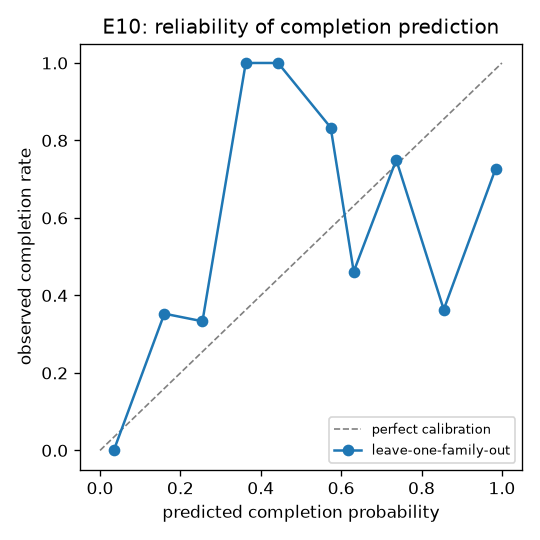 E10: reliability of completion prediction
observed completion rate
1.0
0.8
0.6
0.4
0.2
0.0
perfect calibration
leave-one-family-out
0.0 0.2 0.4 0.6 0.8 1.0
predicted completion probability